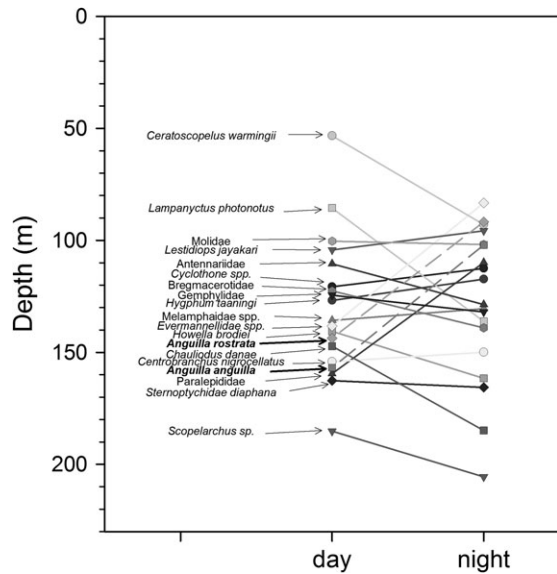 0
50
Ceratoscopelus warmingii
Lampanyctus photonotus
Molidae
100
Lestidiops jayakari
Antennariidae
Cyclothone spp.
Bregmacerotidae
Gemphylidae
Hygphum taaningi
Melamphaidae spp.
Evermannellidae spp.
Howella brodiei
Anguilla rostrata
150
Chauliodus danae
Centrobranchus nigrocellatus
Anguilla anguilla
Paralepididae
Sternoptychidae diaphana
Scopelarchus sp.
200
Depth (m)
day
night